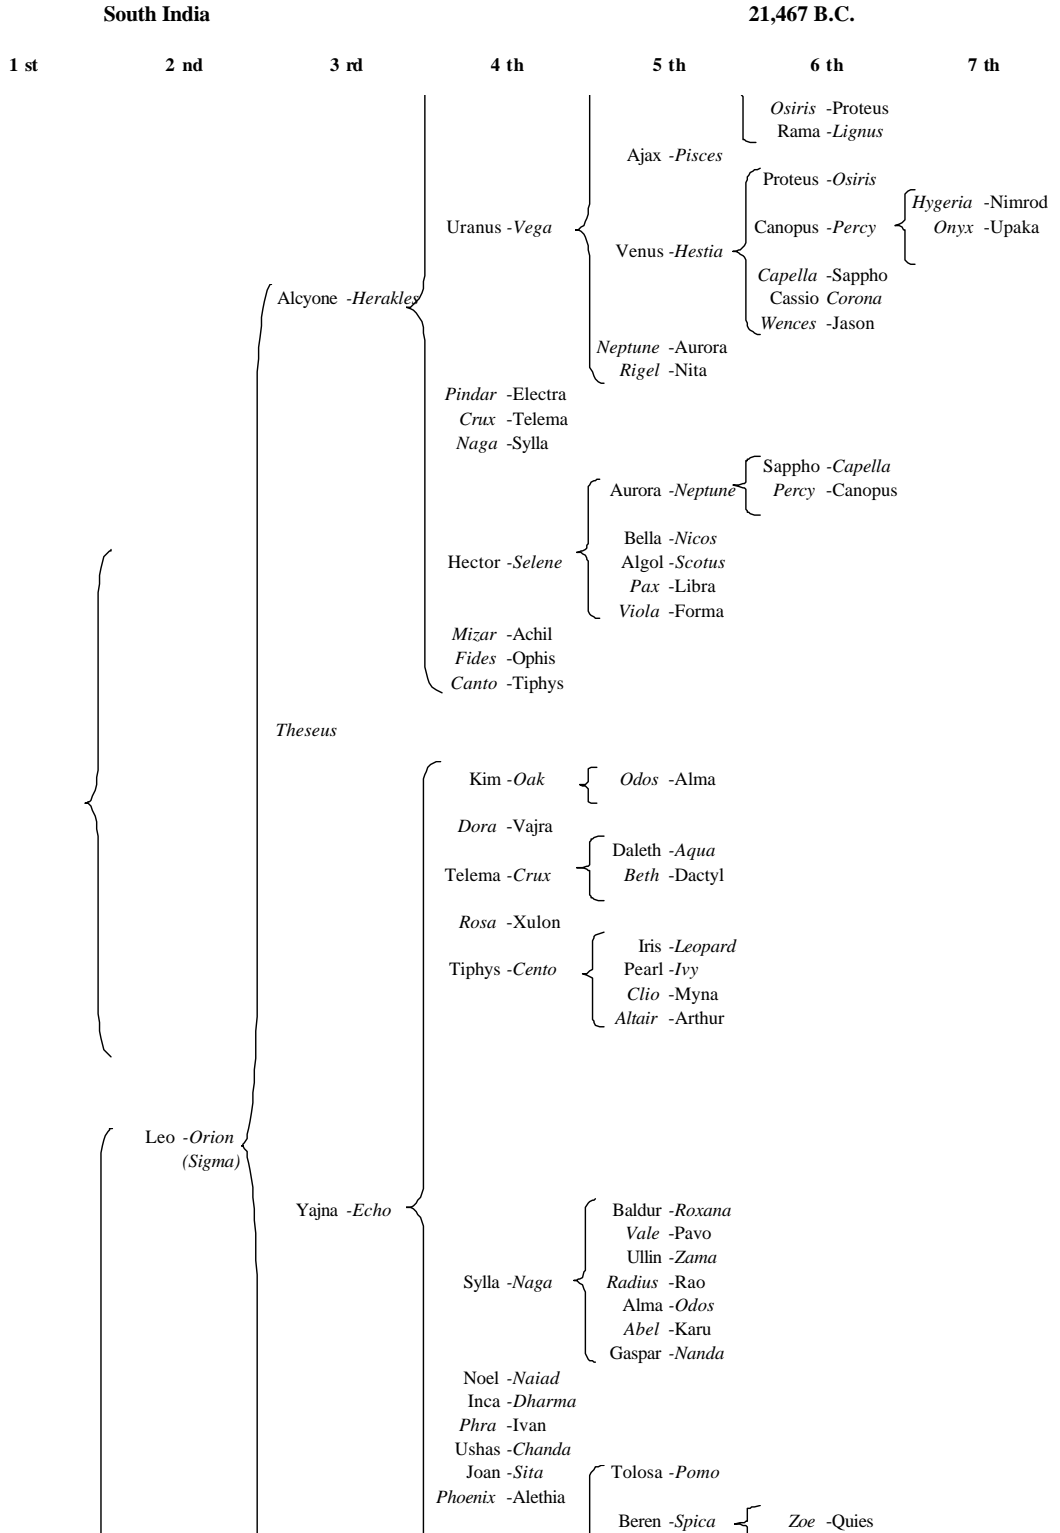 South India 21,467 B.C.
1 st 2 nd 3 rd 4 th 5 th 6 th 7 th
Osiris -Proteus
Rama -Lignus
Ajax -Pisces
Proteus -Osiris
Hygeria -Nimrod
Uranus -Vega Canopus -Percy Onyx -Upaka
Venus -Hestia
Capella -Sappho
Alcyone -Herakles Cassio Corona
Wences -Jason
Neptune -Aurora
Rigel -Nita
Pindar -Electra
Crux -Telema
Naga -Sylla
Sappho -Capella
Aurora -Neptune Percy -Canopus
Bella -Nicos
Hector -Selene Algol -Scotus
Pax -Libra
Viola -Forma
Mizar -Achil
Fides -Ophis
Canto -Tiphys
Theseus
Kim -Oak Odos -Alma
Dora -Vajra
Daleth -Aqua
Telema -Crux Beth -Dactyl
Rosa -Xulon
Iris -Leopard
Tiphys -Cento Pearl -Ivy
Clio -Myna
Altair -Arthur
Leo -Orion
(Sigma)
Yajna -Echo Baldur -Roxana
Vale -Pavo
Ullin -Zama
Sylla -Naga Radius -Rao
Alma -Odos
Abel -Karu
Gaspar -Nanda
Noel -Naiad
Inca -Dharma
Phra -Ivan
Ushas -Chanda
Joan -Sita Tolosa -Pomo
Phoenix -Alethia
Beren -Spica Zoe -Quies